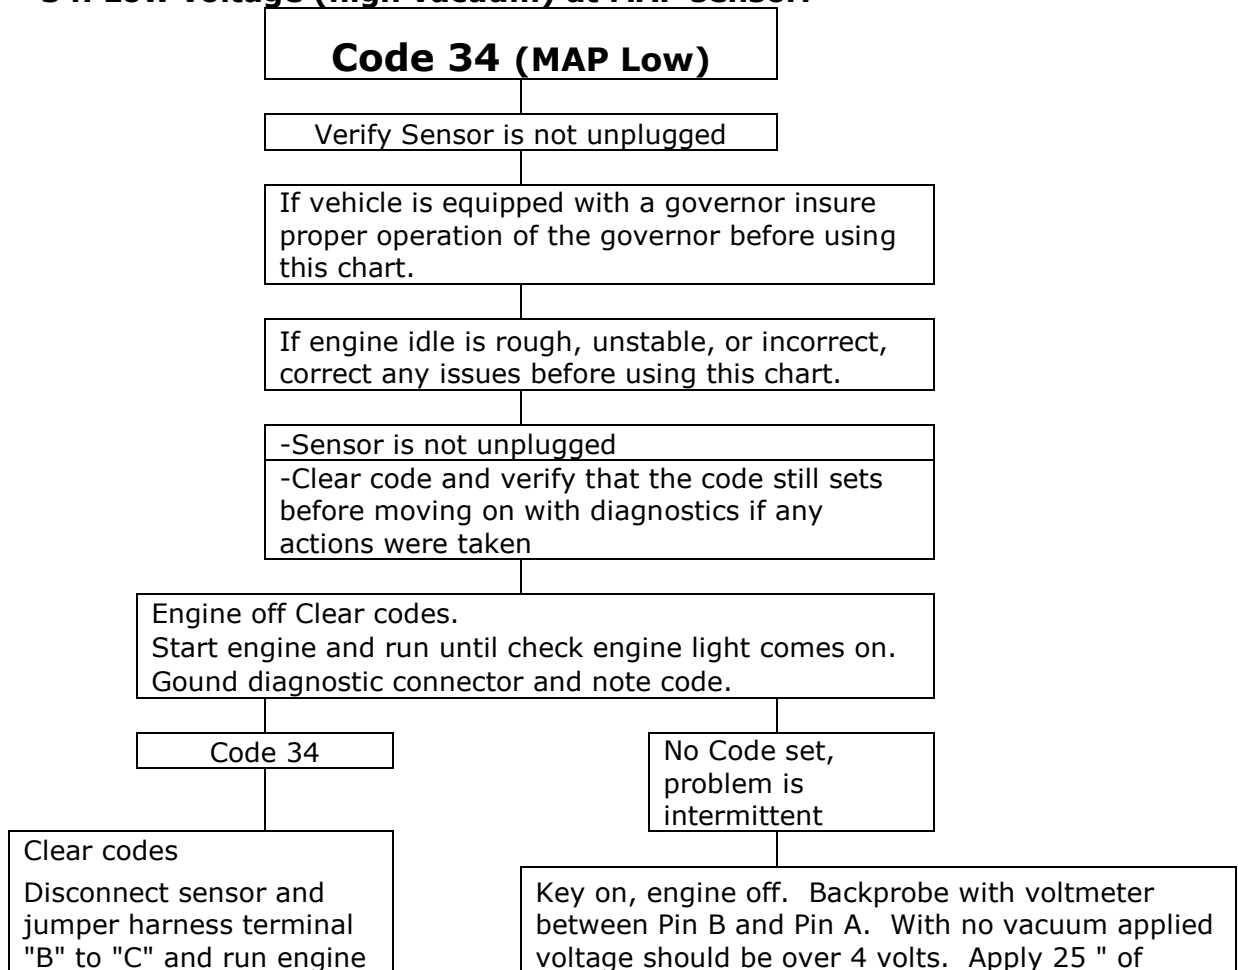 Code 34 (MAP Low)
Verify Sensor is not unplugged
If vehicle is equipped with a governor insure
proper operation of the governor before using
this chart.
If engine idle is rough, unstable, or incorrect,
correct any issues before using this chart.
-Sensor is not unplugged
-Clear code and verify that the code still sets
before moving on with diagnostics if any
actions were taken
Engine off Clear codes.
Start engine and run until check engine light comes on.
Gound diagnostic connector and note code.
Code 34
No Code set,
problem is
intermittent
Clear codes
Disconnect sensor and
jumper harness terminal
"B" to "C" and run engine
Key on, engine off. Backprobe with voltmeter
between Pin B and Pin A. With no vacuum applied
voltage should be over 4 volts. Apply 25 " of